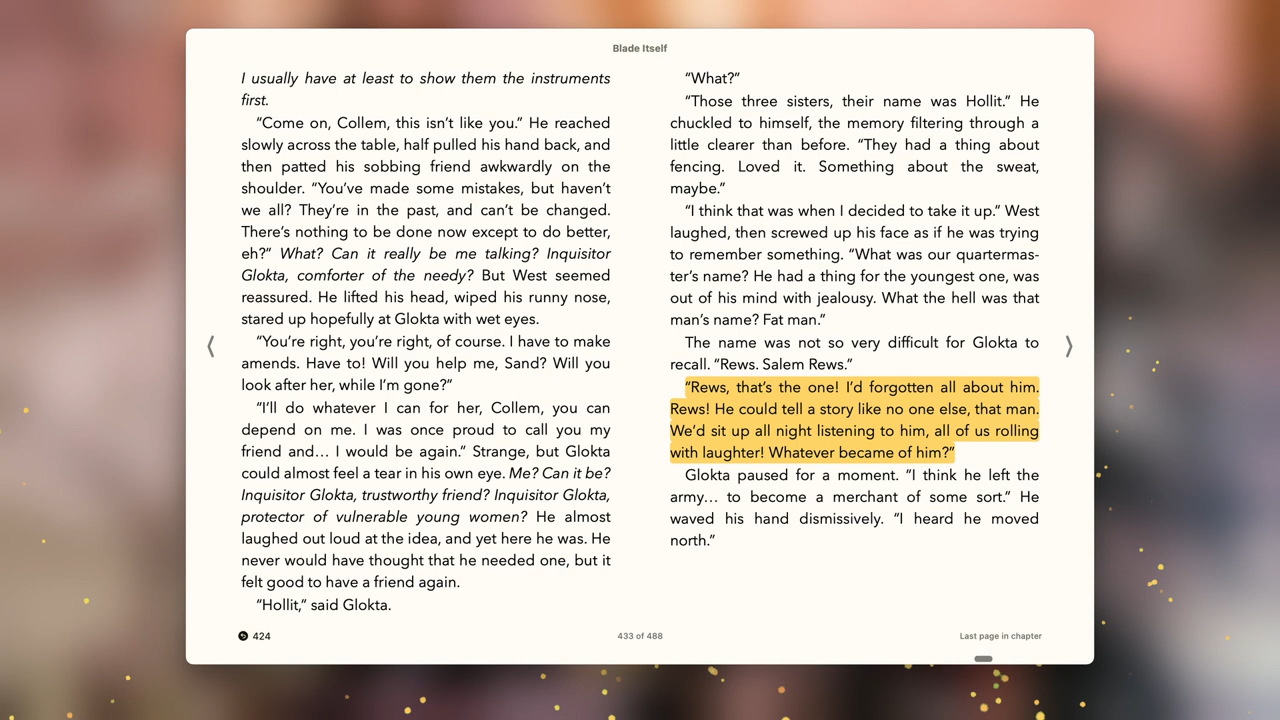 Blade Itself
I usually have at least to show them the instruments
first.
“Come on, Collem, this isn’t like you.” He reached
slowly across the table, half pulled his hand back, and
then patted his sobbing friend awkwardly on the
shoulder. “You’ve made some mistakes, but haven’t
we all? They’re in the past, and can’t be changed.
There’s nothing to be done now except to do better,
eh?” What? Can it really be me talking? Inquisitor
Glokta, comforter of the needy? But West seemed
reassured. He lifted his head, wiped his runny nose,
stared up hopefully at Glokta with wet eyes.
“You’re right, you’re right, of course. I have to make
amends. Have to! Will you help me, Sand? Will you
look after her, while I’m gone?”
“I’ll do whatever I can for her, Collem, you can
depend on me. I was once proud to call you my
friend and… I would be again.” Strange, but Glokta
could almost feel a tear in his own eye. Me? Can it be?
Inquisitor Glokta, trustworthy friend? Inquisitor Glokta,
protector of vulnerable young women? He almost
laughed out loud at the idea, and yet here he was. He
never would have thought that he needed one, but it
felt good to have a friend again.
“Hollit,” said Glokta.
“What?”
“Those three sisters, their name was Hollit.” He
chuckled to himself, the memory filtering through a
little clearer than before. “They had a thing about
fencing. Loved it. Something about the sweat,
maybe.”
“I think that was when I decided to take it up.” West
laughed, then screwed up his face as if he was trying
to remember something. “What was our quartermas-
ter’s name? He had a thing for the youngest one, was
out of his mind with jealousy. What the hell was that
man’s name? Fat man.”
The name was not so very difficult for Glokta to
recall. “Rews. Salem Rews.”
“Rews, that’s the one! I’d forgotten all about him.
Rews! He could tell a story like no one else, that man.
We’d sit up all night listening to him, all of us rolling
with laughter! Whatever became of him?”
Glokta paused for a moment. “I think he left the
army… to become a merchant of some sort.” He
waved his hand dismissively. “I heard he moved
north.”
424
433 of 488
Last page in chapter